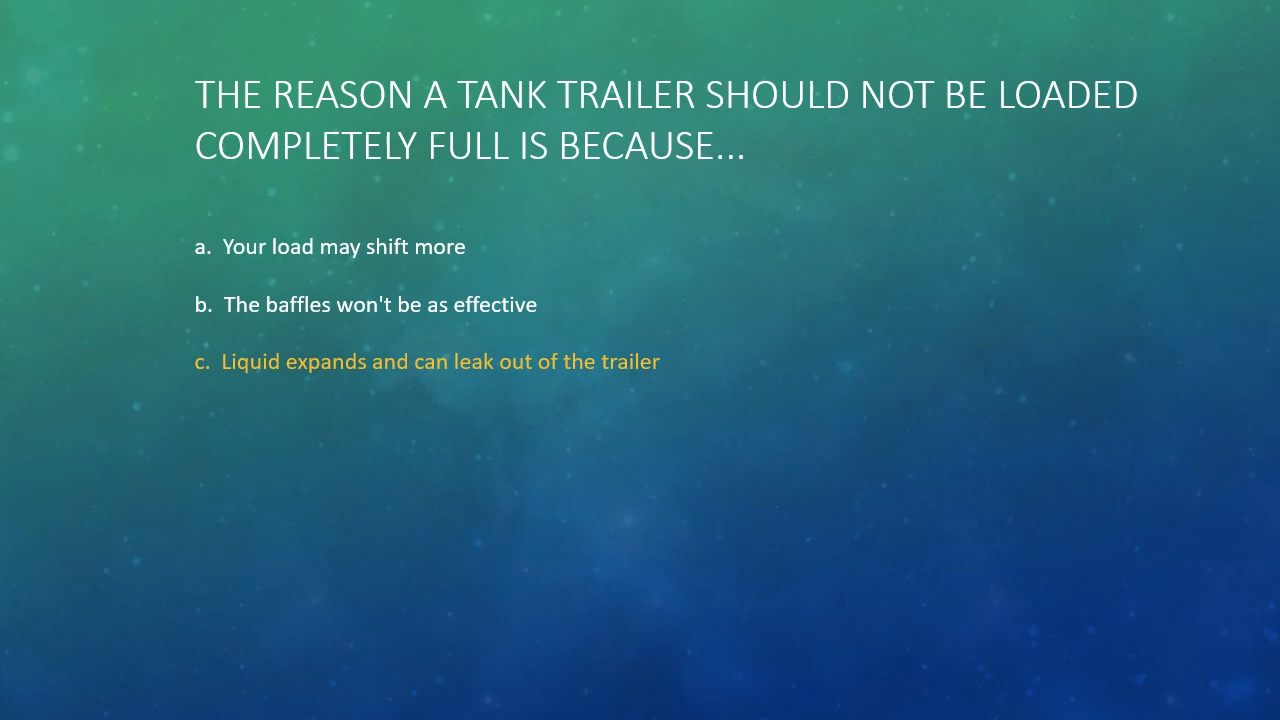 THE REASON A TANK TRAILER SHOULD NOT BE LOADED
COMPLETELY FULL IS BECAUSE...
a. Your load may shift more
b. The baffles won't be as effective
c. Liquid expands and can leak out of the trailer